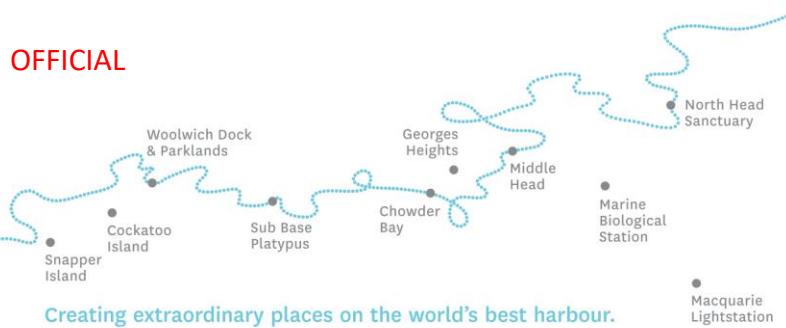 OFFICIAL
North Head
Sanctuary
Woolwich Dock
& Parklands
Georges
Heights
Middle
Head
Marine
Biological
Station
Chowder
Bay
Sub Base
Platypus
Cockatoo
Island
Snapper
Island
Macquarie
Lightstation
Creating extraordinary places on the world's best harbour.